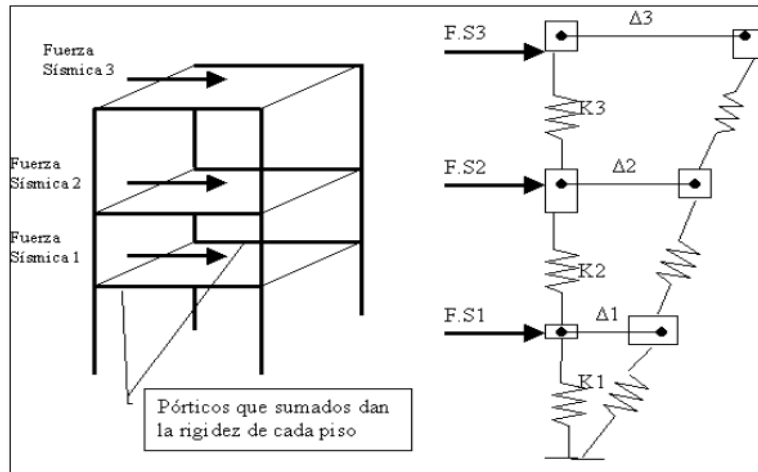 Fuerza
Sísmica 3
Fuerza
Sísmica 2
Fuerza
Sísmica 1
Pórticos que sumados dan
la rigidez de cada piso
F.S3
Δ3
K3
F.S2
Δ2
K2
F.S1
Δ1
K1